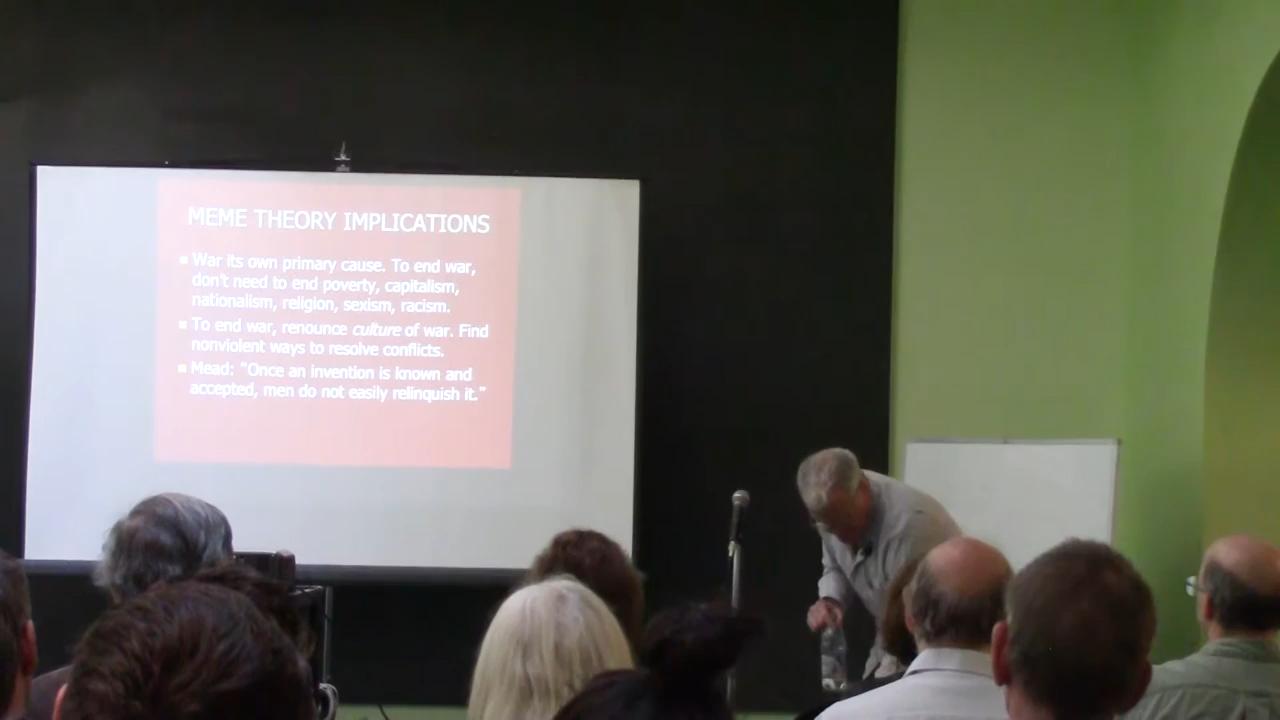 MEME THEORY IMPLICATIONS
▪ War its own primary cause. To end war,
don't need to end poverty, capitalism,
nationalism, religion, sexism, racism.
▪ To end war, renounce culture of war. Find
nonviolent ways to resolve conflicts.
▪ Mead: "Once an invention is known and
accepted, men do not easily relinquish it."